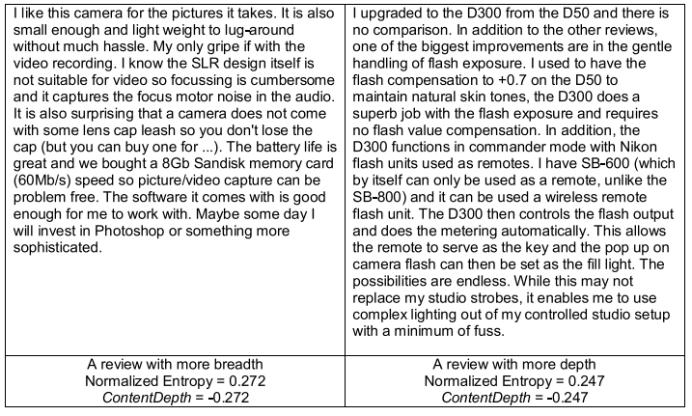 I like this camera for the pictures it takes. It is also
small enough and light weight to lug-around
without much hassle. My only gripe if with the
video recording. I know the SLR design itself is
not suitable for video so focussing is cumbersome
and it captures the focus motor noise in the audio.
It is also surprising that a camera does not come
with some lens cap leash so you don't lose the
cap (but you can buy one for ...). The battery life is
great and we bought a 8Gb Sandisk memory card
(60Mb/s) speed so picture/video capture can be
problem free. The software it comes with is good
enough for me to work with. Maybe some day I
will invest in Photoshop or something more
sophisticated.
I upgraded to the D300 from the D50 and there is
no comparison. In addition to the other reviews,
one of the biggest improvements are in the gentle
handling of flash exposure. I used to have the
flash compensation to +0.7 on the D50 to
maintain natural skin tones, the D300 does a
superb job with the flash exposure and requires
no flash value compensation. In addition, the
D300 functions in commander mode with Nikon
flash units used as remotes. I have SB-600 (which
by itself can only be used as a remote, unlike the
SB-800) and it can be used a wireless remote
flash unit. The D300 then controls the flash output
and does the metering automatically. This allows
the remote to serve as the key and the pop up on
camera flash can then be set as the fill light. The
possibilities are endless. While this may not
replace my studio strobes, it enables me to use
complex lighting out of my controlled studio setup
with a minimum of fuss.
A review with more breadth
Normalized Entropy = 0.272
ContentDepth = -0.272
A review with more depth
Normalized Entropy = 0.247
ContentDepth = -0.247